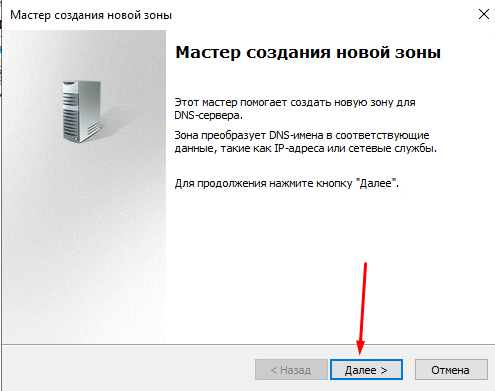 Мастер создания новой зоны
Мастер создания новой зоны
Этот мастер помогает создать новую зону для
DNS-сервера.
Зона преобразует DNS-имена в соответствующие
данные, такие как IP-адреса или сетевые службы.
Для продолжения нажмите кнопку "Далее".
< Назад
Далее >
Отмена